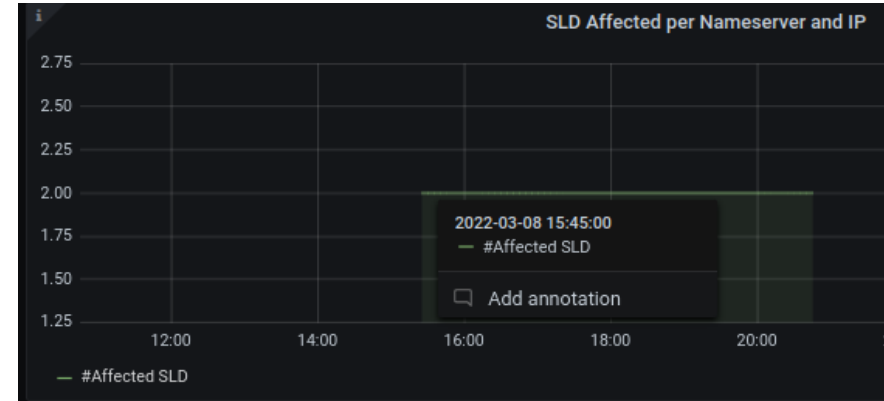 i
SLD Affected per Nameserver and IP
2.75
2.50
2.25
2.00
1.75
1.50
1.25
2022-03-08 15:45:00
#Affected SLD
Add annotation
12:00 14:00 16:00 18:00 20:00
#Affected SLD